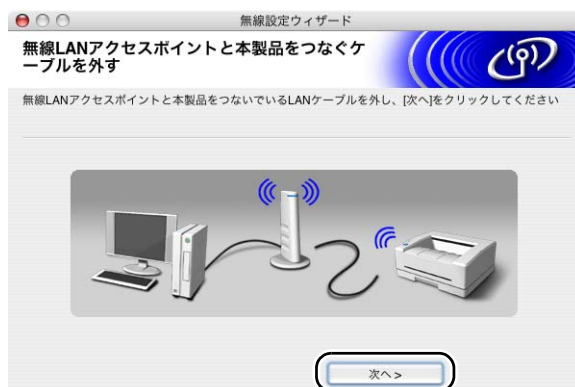 無線設定ウィザード
無線LANアクセスポイントと本製品をつなぐケ
ーブルを外す
無線LANアクセスポイントと本製品をつないでいるLANケーブルを外し、[次へ]をクリックしてください
次へ >